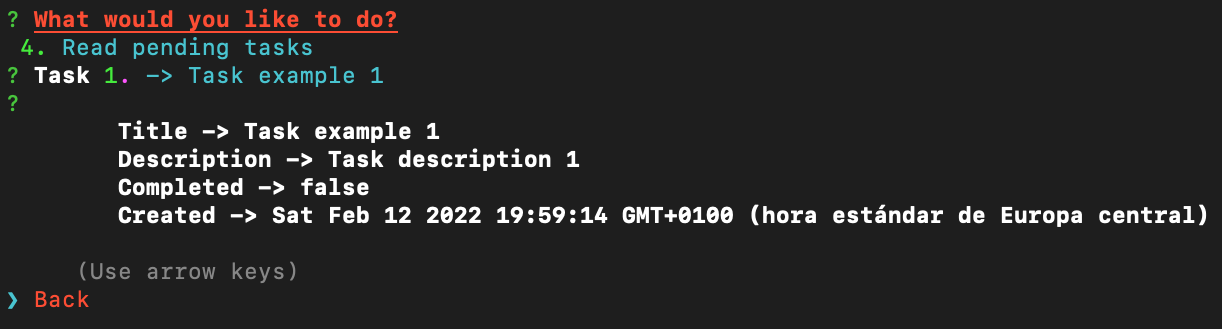 ? What would you like to do?
4. Read pending tasks
? Task 1. -> Task example 1
?
Title -> Task example 1
Description -> Task description 1
Completed -> false
Created -> Sat Feb 12 2022 19:59:14 GMT+0100 (hora estándar de Europa central)
(Use arrow keys)
❯ Back